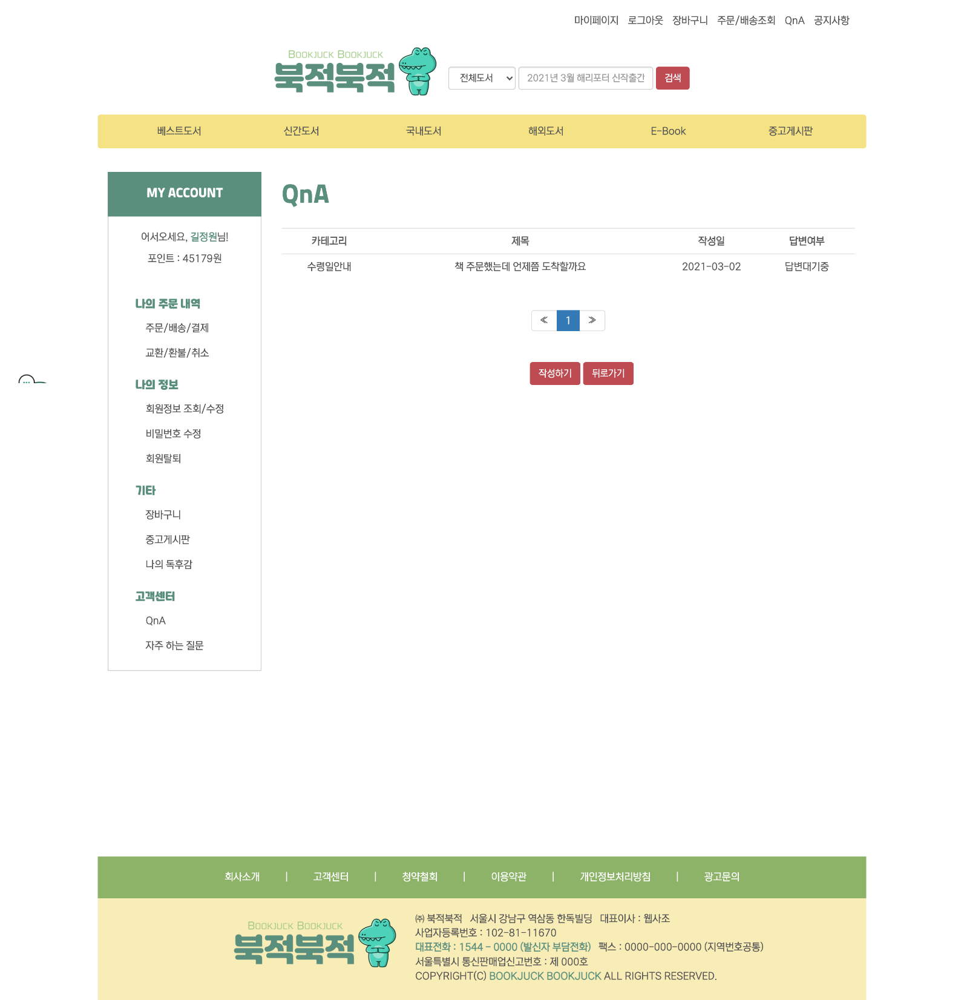 마이페이지 로그아웃 장바구니 주문/배송조회 QnA 공지사항
BOOKJUCK BOOKJUCK
북적북적
전체도서 2021년 3월 해리포터 신작출간 검색
베스트도서 신간도서 국내도서 해외도서 E-Book 중고게시판
MY ACCOUNT
어서오세요, 길정원님!
포인트 : 45179원
나의 주문 내역
주문/배송/결제
교환/환불/취소
나의 정보
회원정보 조회/수정
비밀번호 수정
회원탈퇴
기타
장바구니
중고게시판
나의 독후감
고객센터
QnA
자주 하는 질문
QnA
카테고리 제목 작성일 답변여부
수령일안내 책 주문했는데 언제쯤 도착할까요 2021-03-02 답변대기중
« 1 »
작성하기 뒤로가기
회사소개 | 고객센터 | 청약철회 | 이용약관 | 개인정보처리방침 | 광고문의
BOOKJUCK BOOKJUCK
북적북적
㈜ 북적북적 서울시 강남구 역삼동 한독빌딩 대표이사 : 웹사조
사업자등록번호 : 102-81-11670
대표전화 : 1544 - 0000 (발신자 부담전화) 팩스 : 0000-000-0000 (지역번호공통)
서울특별시 통신판매업신고번호 : 제 000호
COPYRIGHT(C) BOOKJUCK BOOKJUCK ALL RIGHTS RESERVED.